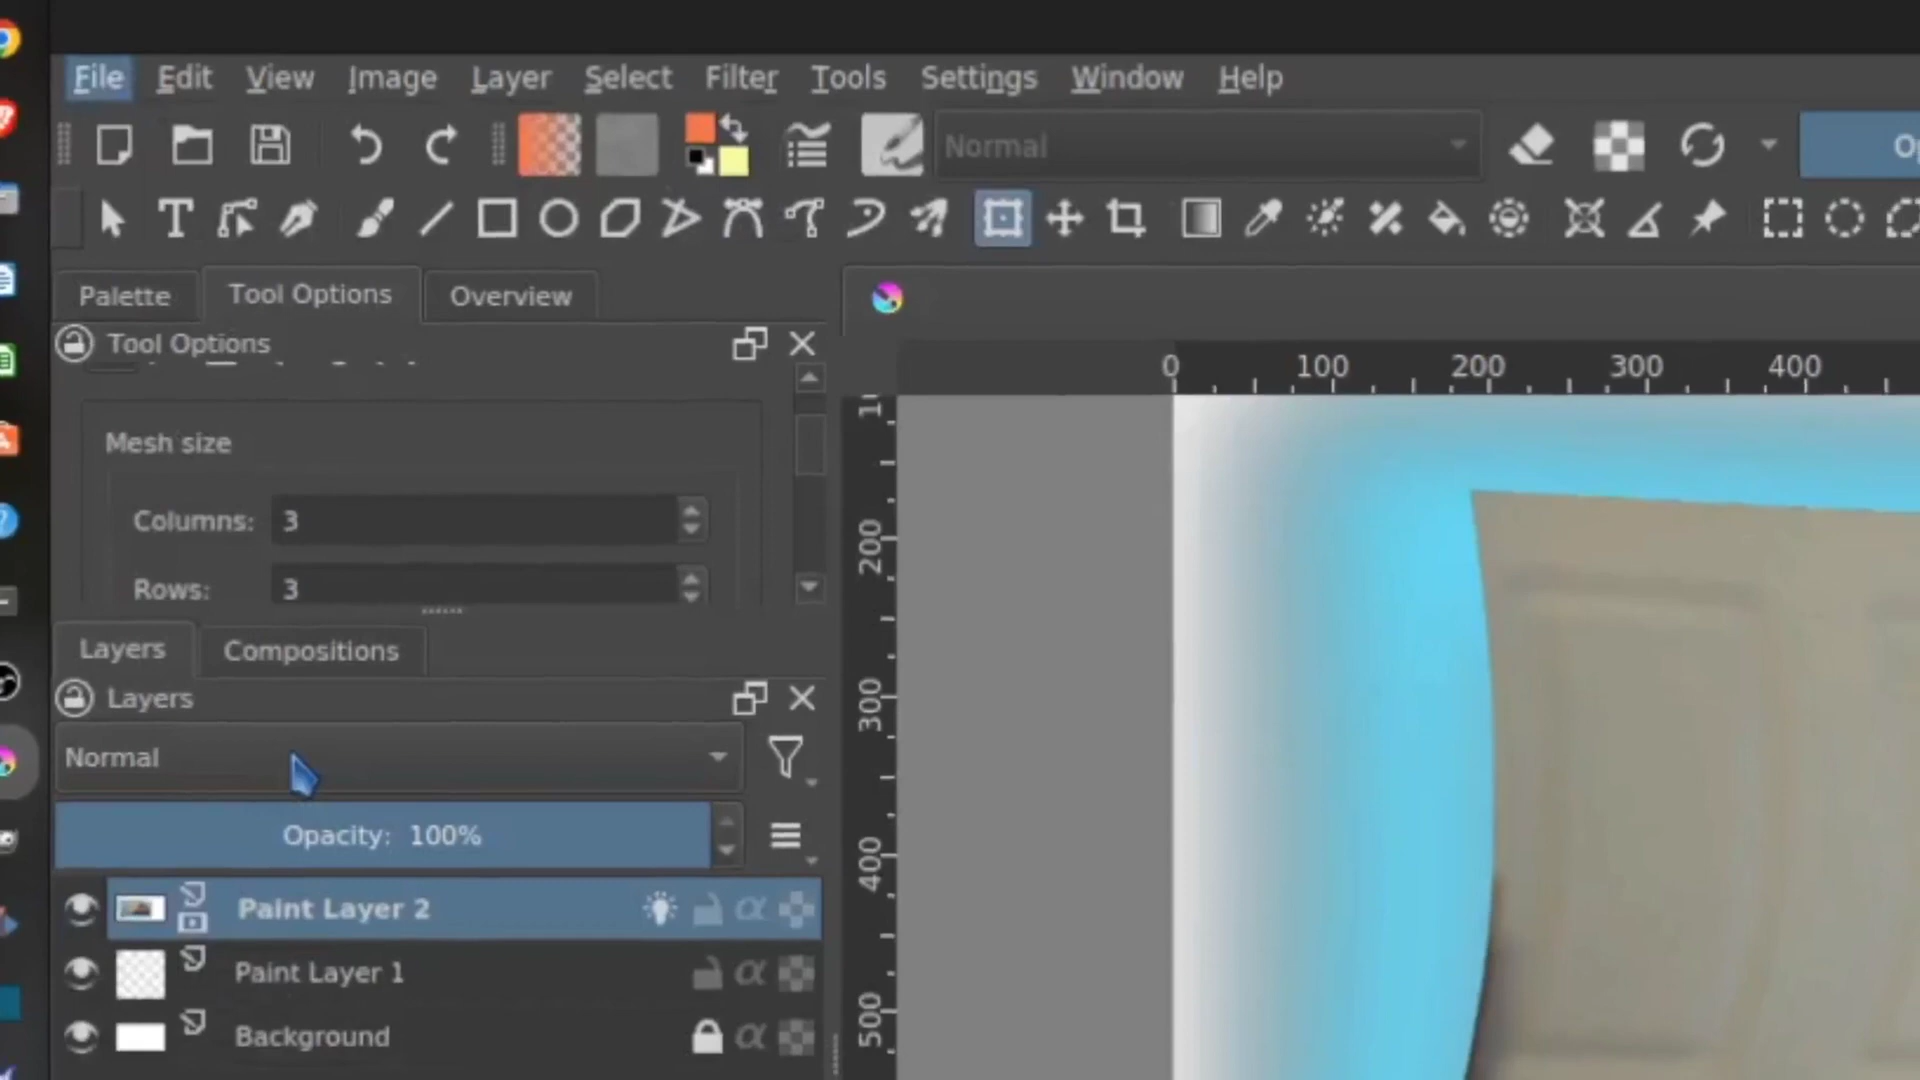 File Edit View Image Layer Select Filter Tools Settings Window Help
Normal
Palette Tool Options Overview
Tool Options
0 100 200 300 400
Mesh size
Columns: 3
Rows: 3
200
300
400
500
Layers Compositions
Layers
Normal
Opacity: 100%
Paint Layer 2
Paint Layer 1
Background